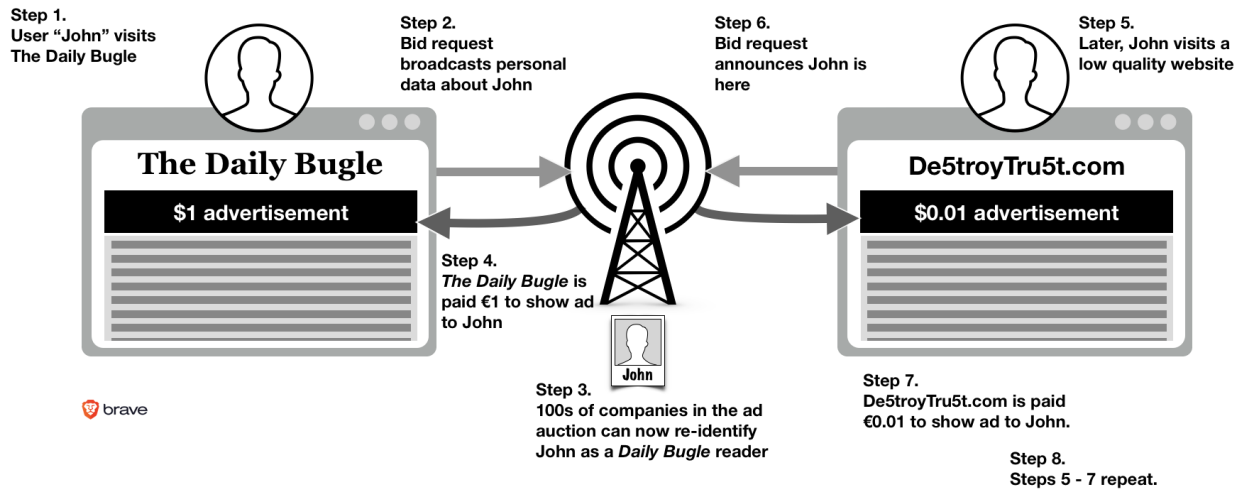 Step 1.
User “John” visits
The Daily Bugle
Step 2.
Bid request
broadcasts personal
data about John
Step 6.
Bid request
announces John is
here
Step 5.
Later, John visits a
low quality website
The Daily Bugle
$1 advertisement
De5troyTru5t.com
$0.01 advertisement
Step 4.
The Daily Bugle is
paid €1 to show ad
to John
John
Step 3.
100s of companies in the ad
auction can now re-identify
John as a Daily Bugle reader
Step 7.
De5troyTru5t.com is paid
€0.01 to show ad to John.
Step 8.
Steps 5 - 7 repeat.
brave